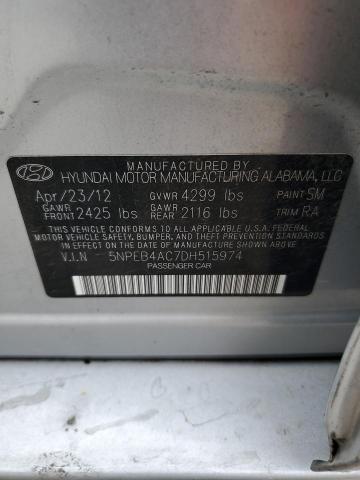 MANUFACTURED BY
HYUNDAI MOTOR MANUFACTURING ALABAMA, LLC
Apr/23/12 GVWR 4299 lbs PAINT SM
GAWR FRONT 2425 lbs GAWR REAR 2116 lbs TRIM RA
THIS VEHICLE CONFORMS TO ALL APPLICABLE U.S.A FEDERAL
MOTOR VEHICLE SAFETY, BUMPER, AND THEFT PREVENTION STANDARDS
IN EFFECT ON THE DATE OF MANUFACTURE SHOWN ABOVE.
V.I.N 5NPEB4AC7DH515974
PASSENGER CAR